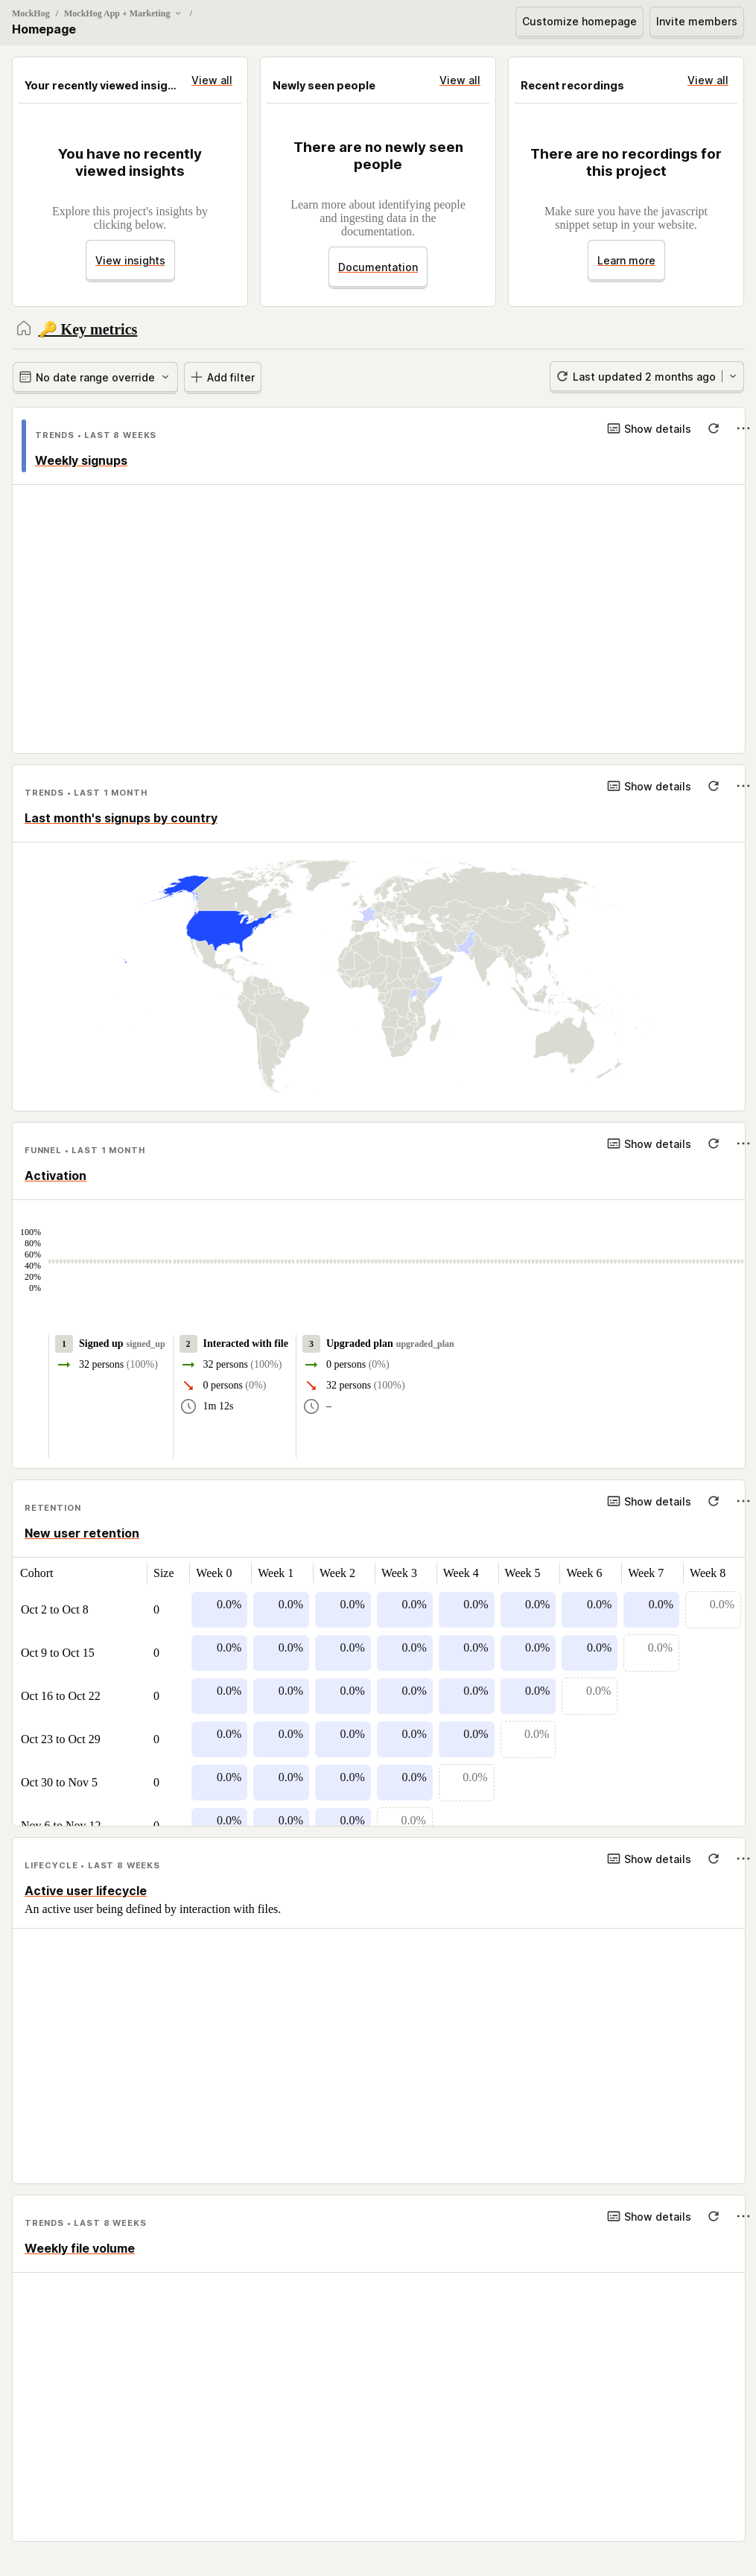 MockHog / MockHog App + Marketing /
Homepage
Customize homepage
Invite members
Your recently viewed insig...
View all
You have no recently
viewed insights
Explore this project's insights by
clicking below.
View insights
Newly seen people
View all
There are no newly seen
people
Learn more about identifying people
and ingesting data in the
documentation.
Documentation
Recent recordings
View all
There are no recordings for
this project
Make sure you have the javascript
snippet setup in your website.
Learn more
🔑 Key metrics
No date range override
Add filter
Last updated 2 months ago
TRENDS • LAST 8 WEEKS
Show details
Weekly signups
TRENDS • LAST 1 MONTH
Show details
Last month's signups by country
FUNNEL • LAST 1 MONTH
Show details
Activation
100%
80%
60%
40%
20%
0%
1 Signed up signed_up
32 persons (100%)
2 Interacted with file
32 persons (100%)
0 persons (0%)
1m 12s
3 Upgraded plan upgraded_plan
0 persons (0%)
32 persons (100%)
–
RETENTION
Show details
New user retention
Cohort Size Week 0 Week 1 Week 2 Week 3 Week 4 Week 5 Week 6 Week 7 Week 8
Oct 2 to Oct 8 0 0.0% 0.0% 0.0% 0.0% 0.0% 0.0% 0.0% 0.0% 0.0%
Oct 9 to Oct 15 0 0.0% 0.0% 0.0% 0.0% 0.0% 0.0% 0.0% 0.0%
Oct 16 to Oct 22 0 0.0% 0.0% 0.0% 0.0% 0.0% 0.0% 0.0%
Oct 23 to Oct 29 0 0.0% 0.0% 0.0% 0.0% 0.0% 0.0%
Oct 30 to Nov 5 0 0.0% 0.0% 0.0% 0.0% 0.0%
Nov 6 to Nov 12 0 0.0% 0.0% 0.0% 0.0%
LIFECYCLE • LAST 8 WEEKS
Show details
Active user lifecycle
An active user being defined by interaction with files.
TRENDS • LAST 8 WEEKS
Show details
Weekly file volume